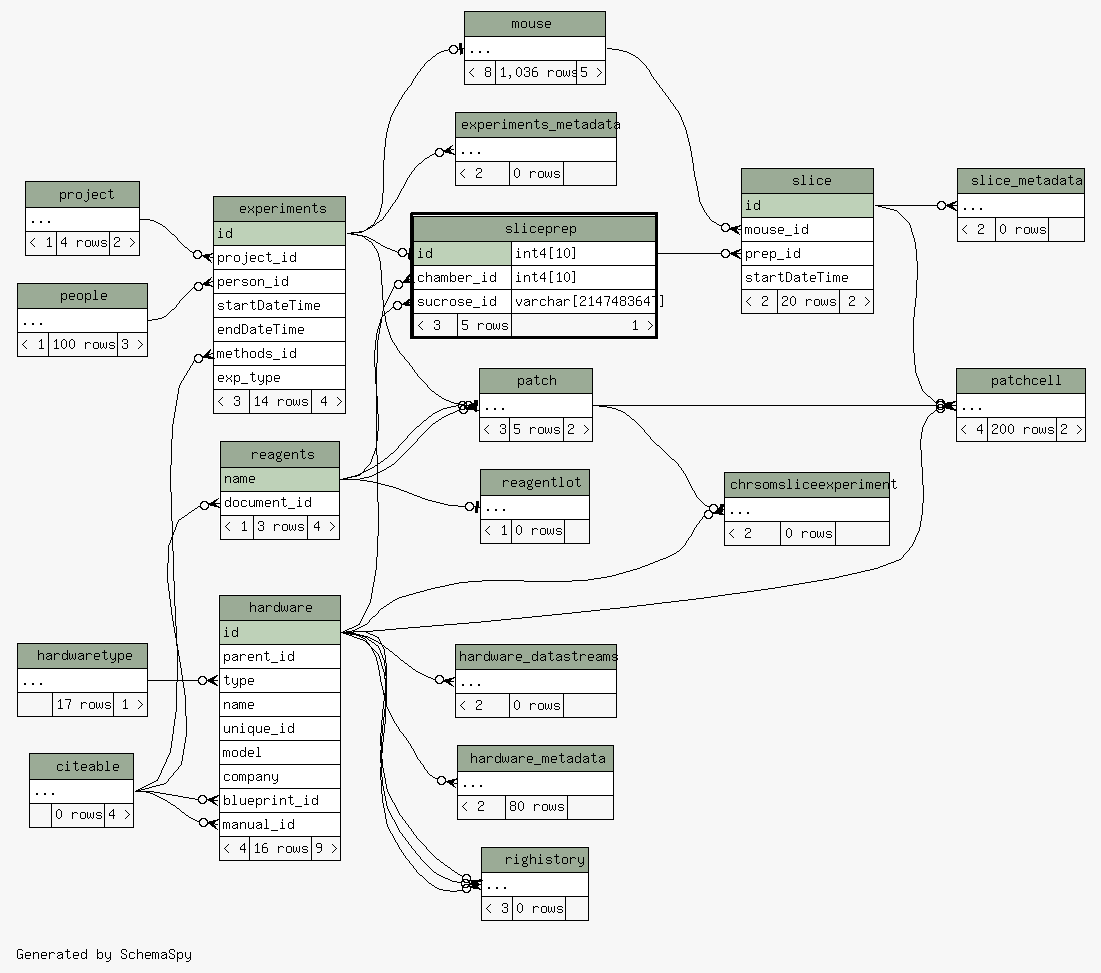 mouse
...
< 8 1,036 rows 5 >
experiments_metadata
...
< 2 0 rows
project
...
< 1 4 rows 2 >
people
...
< 1 100 rows 3 >
experiments
id
project_id
person_id
startDateTime
endDateTime
methods_id
exp_type
< 3 14 rows 4 >
sliceprep
id int4[10]
chamber_id int4[10]
sucrose_id varchar[2147483647]
< 3 5 rows 1 >
slice
id
mouse_id
prep_id
startDateTime
< 2 20 rows 2 >
slice_metadata
...
< 2 0 rows
patch
...
< 3 5 rows 2 >
patchcell
...
< 4 200 rows 2 >
reagents
name
document_id
< 1 3 rows 4 >
reagentlot
...
< 1 0 rows
chrsomsliceexperiment
...
< 2 0 rows
hardware
id
parent_id
type
name
unique_id
model
company
blueprint_id
manual_id
< 4 16 rows 9 >
hardwaretype
...
17 rows 1 >
citeable
...
0 rows 4 >
hardware_datastreams
...
< 2 0 rows
hardware_metadata
...
< 2 80 rows
righistory
...
< 3 0 rows
Generated by SchemaSpy